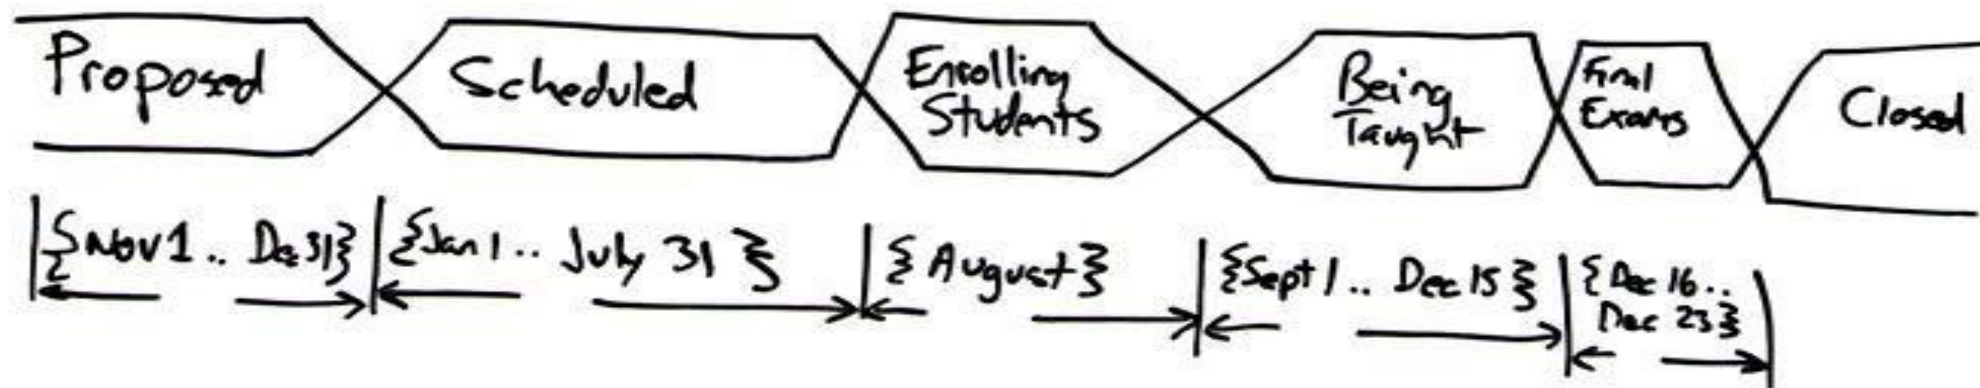 Proposed
Scheduled
Enrolling
Students
Being
Taught
Final
Exams
Closed
{Nov 1 .. Dec 31}
{Jan 1 .. July 31}
{August}
{Sept 1 .. Dec 15}
{Dec 16 ..
Dec 23}